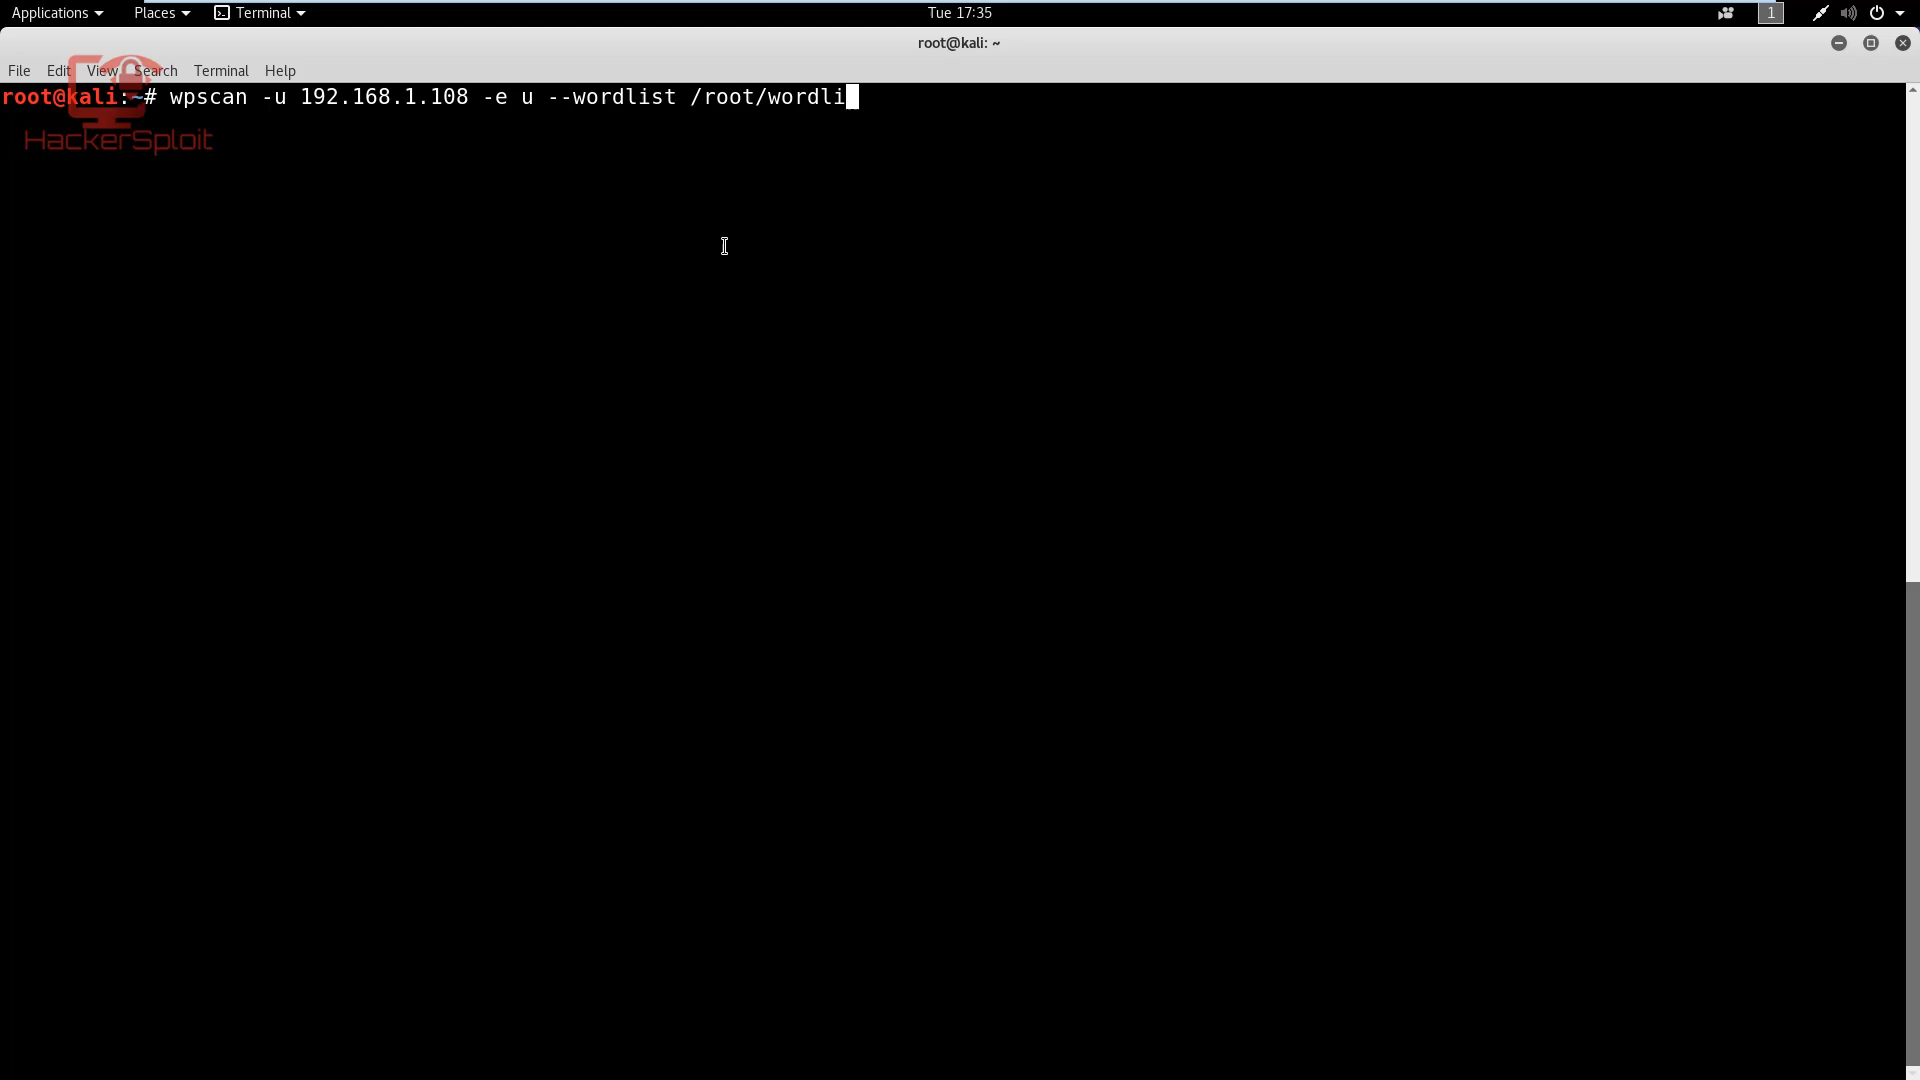 Applications Places Terminal Tue 17:35 1
root@kali: ~
File Edit View Search Terminal Help
root@kali:~# wpscan -u 192.168.1.108 -e u --wordlist /root/wordli
HackerSploit